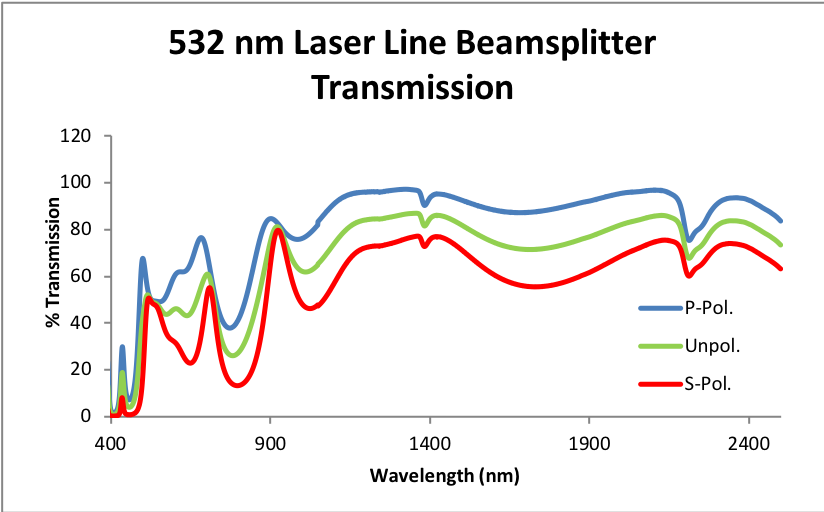 532 nm Laser Line Beamsplitter
Transmission
% Transmission
120
100
80
60
40
20
0
400
900
1400
1900
2400
Wavelength (nm)
P-Pol.
Unpol.
S-Pol.